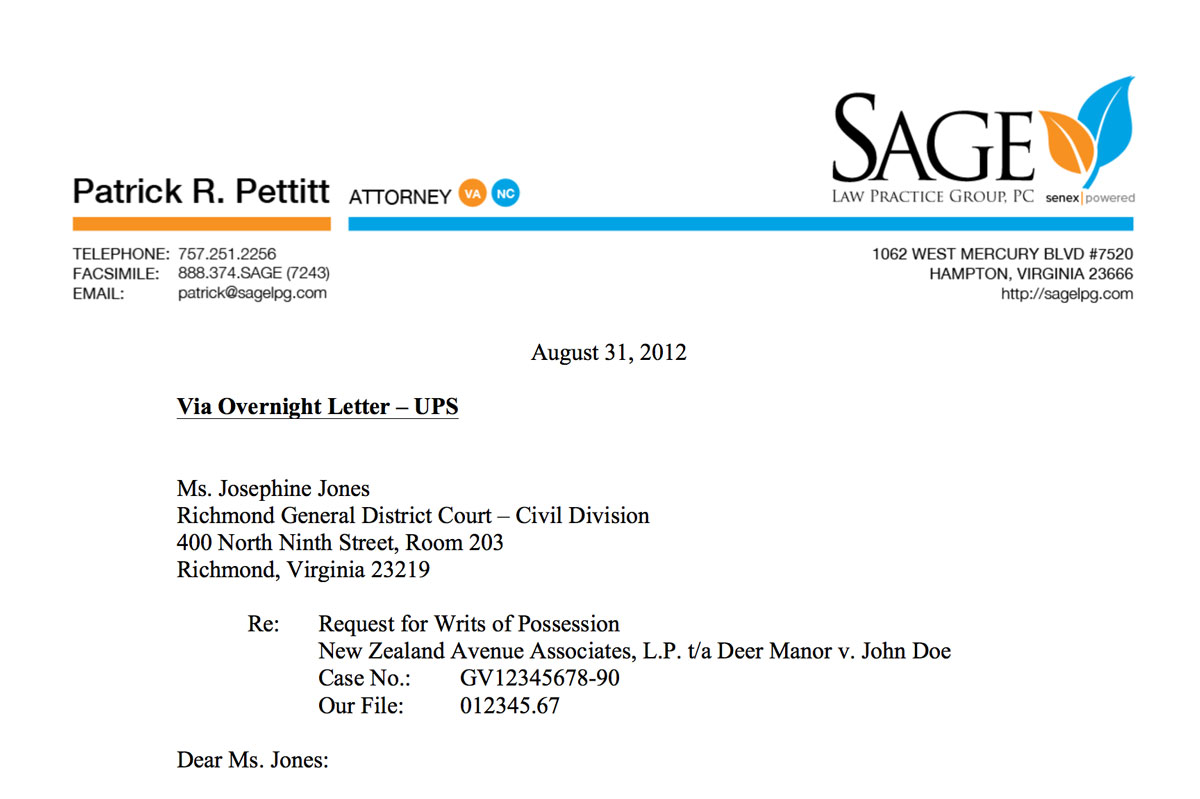 SAGE
LAW PRACTICE GROUP, PC senex|powered
Patrick R. Pettitt ATTORNEY VA NC
TELEPHONE: 757.251.2256
FACSIMILE: 888.374.SAGE (7243)
EMAIL: patrick@sagelpg.com
1062 WEST MERCURY BLVD #7520
HAMPTON, VIRGINIA 23666
http://sagelpg.com
August 31, 2012
Via Overnight Letter – UPS
Ms. Josephine Jones
Richmond General District Court – Civil Division
400 North Ninth Street, Room 203
Richmond, Virginia 23219
Re: Request for Writs of Possession
New Zealand Avenue Associates, L.P. t/a Deer Manor v. John Doe
Case No.: GV12345678-90
Our File: 012345.67
Dear Ms. Jones: